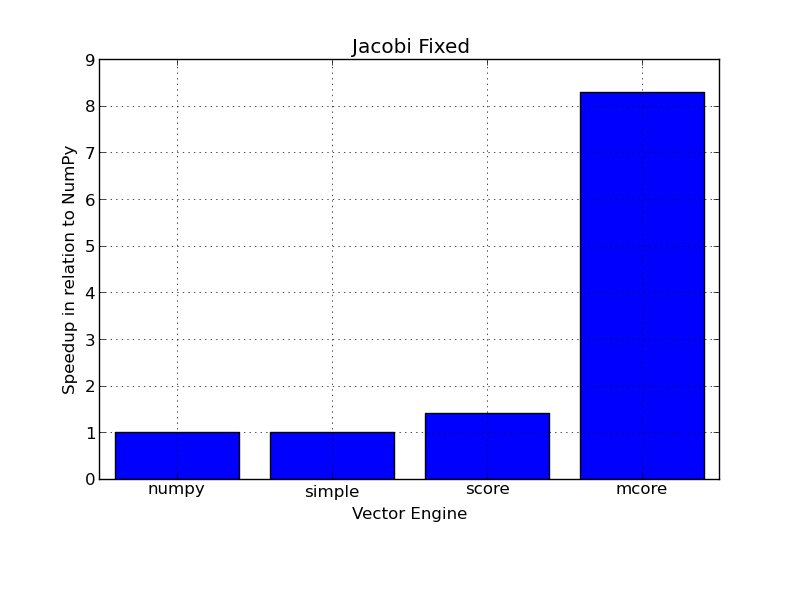 Jacobi Fixed
9
8
7
6
5
4
3
2
1
0
Speedup in relation to NumPy
numpy simple score mcore
Vector Engine